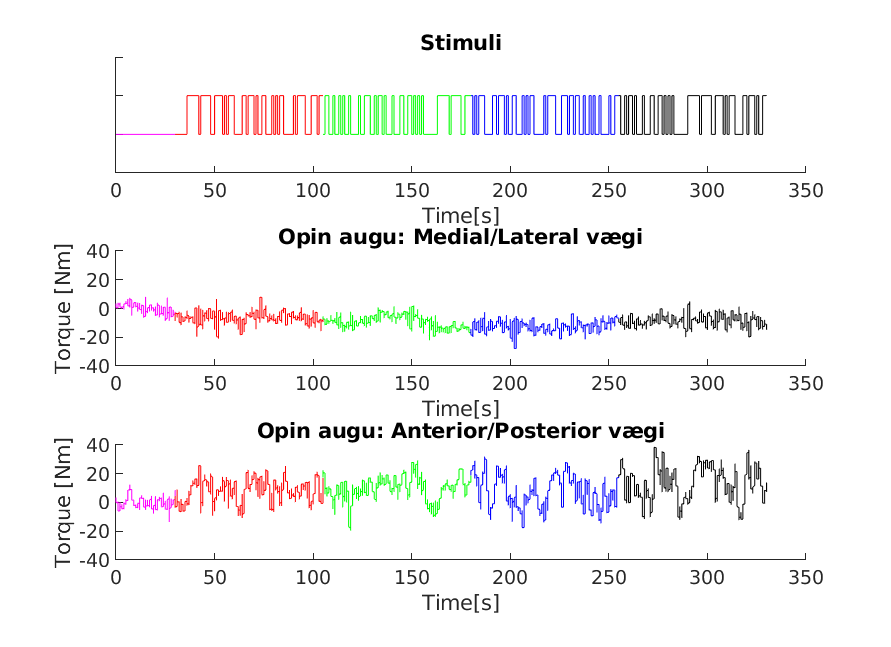 Stimuli
0 50 100 150 200 250 300 350
Time[s]
Opin augu: Medial/Lateral vægi
Torque [Nm]
40
20
0
-20
-40
0 50 100 150 200 250 300 350
Time[s]
Opin augu: Anterior/Posterior vægi
Torque [Nm]
40
20
0
-20
-40
0 50 100 150 200 250 300 350
Time[s]